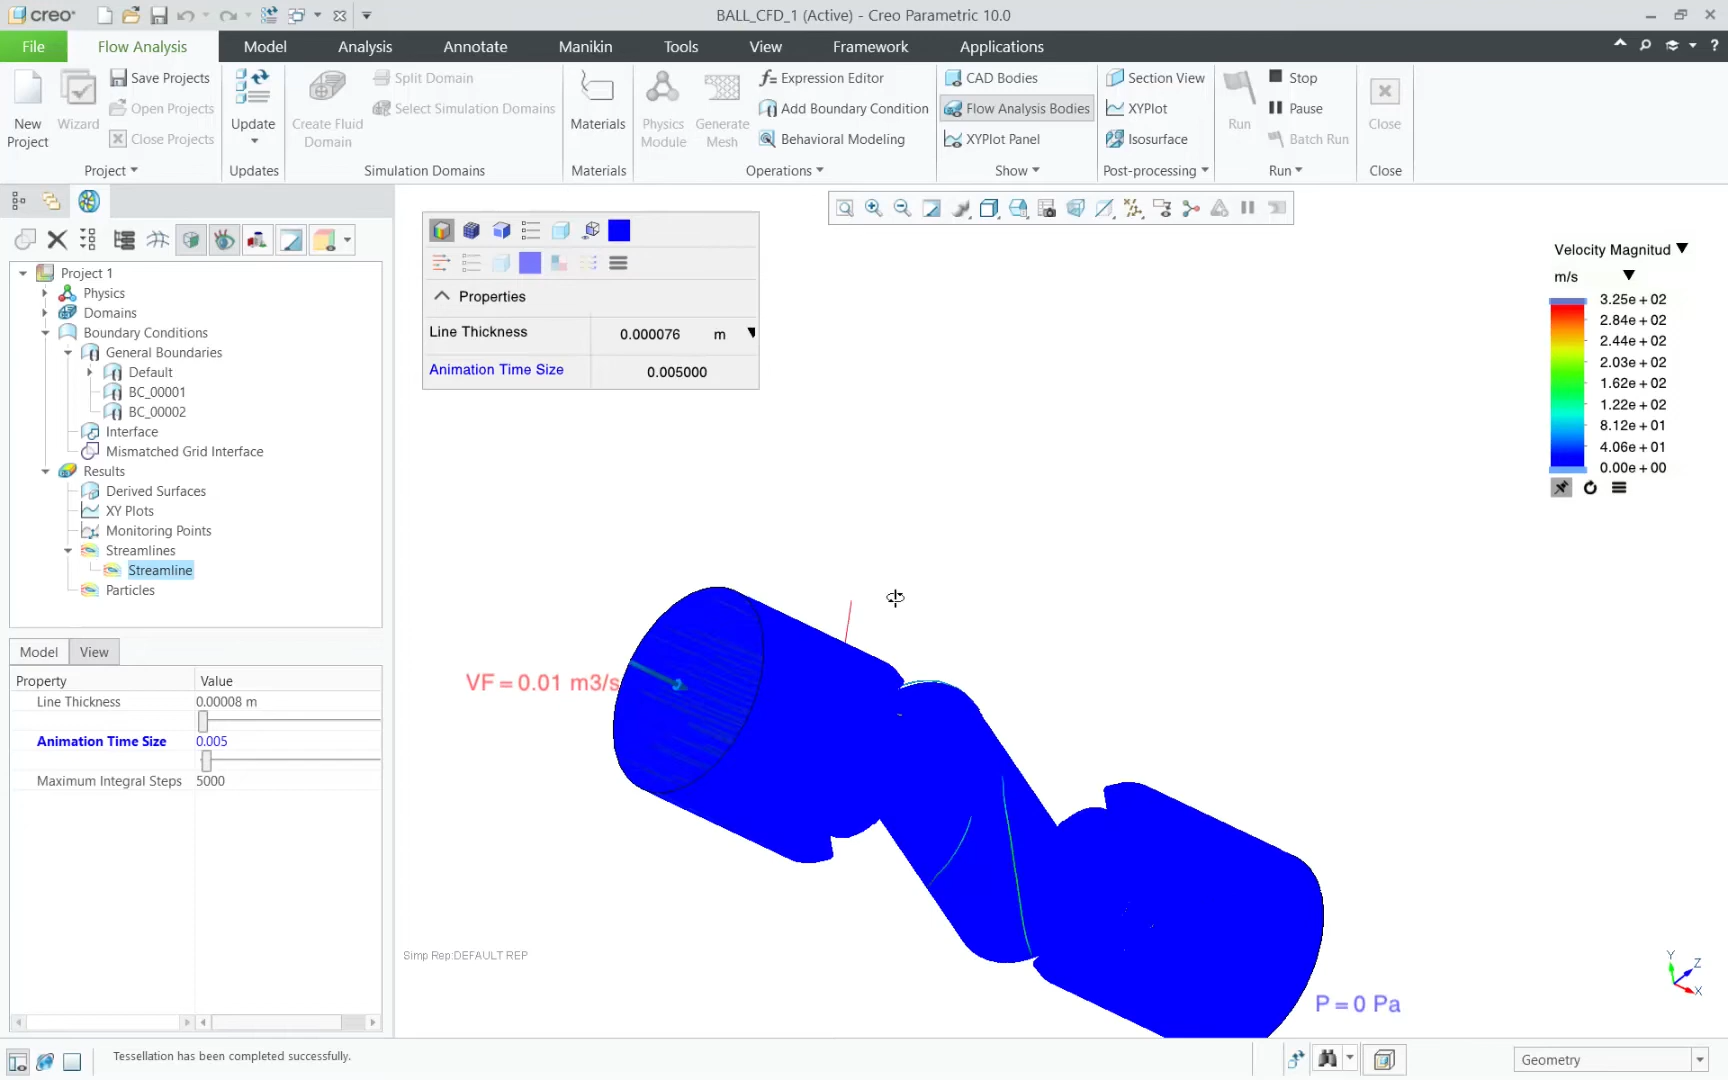 creo
BALL_CFD_1 (Active) - Creo Parametric 10.0
File
Flow Analysis
Model
Analysis
Annotate
Manikin
Tools
View
Framework
Applications
New
Project
Wizard
Save Projects
Open Projects
Close Projects
Project
Update
Updates
Create Fluid
Domain
Split Domain
Select Simulation Domains
Simulation Domains
Materials
Materials
Physics
Module
Generate
Mesh
Expression Editor
Add Boundary Condition
Behavioral Modeling
Operations
CAD Bodies
Flow Analysis Bodies
XYPlot Panel
Show
Section View
XYPlot
Isosurface
Post-processing
Run
Stop
Pause
Batch Run
Run
Close
Close
Project 1
Physics
Domains
Boundary Conditions
General Boundaries
Default
BC_00001
BC_00002
Interface
Mismatched Grid Interface
Results
Derived Surfaces
XY Plots
Monitoring Points
Streamlines
Streamline
Particles
Model
View
Property
Value
Line Thickness
0.00008 m
Animation Time Size
0.005
Maximum Integral Steps
5000
Properties
Line Thickness
0.000076
m
Animation Time Size
0.005000
Velocity Magnitud
m/s
3.25e + 02
2.84e + 02
2.44e + 02
2.03e + 02
1.62e + 02
1.22e + 02
8.12e + 01
4.06e + 01
0.00e + 00
VF = 0.01 m3/s
P = 0 Pa
Simp Rep:DEFAULT REP
Y
Z
X
Tessellation has been completed successfully.
Geometry